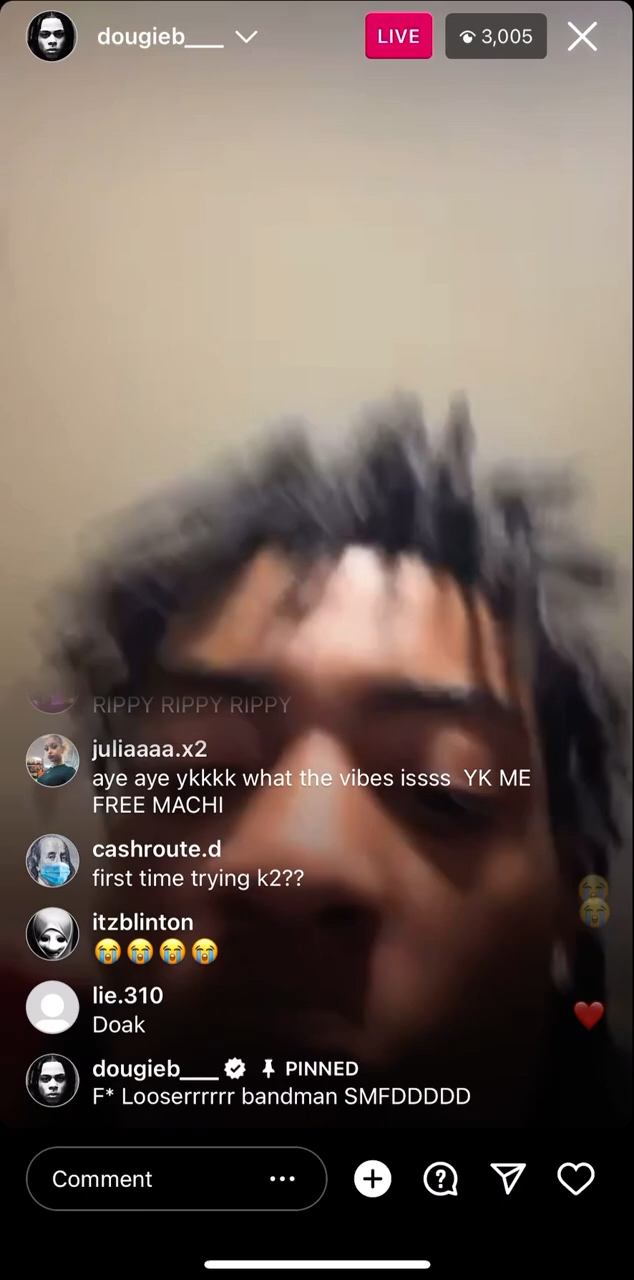 dougieb___
LIVE
3,005
RIPPY RIPPY RIPPY
juliaaaa.x2
aye aye ykkkk what the vibes issss YK ME
FREE MACHI
cashroute.d
first time trying k2??
itzblinton
😭😭😭😭
lie.310
Doak
dougieb___ PINNED
F* Looserrrrrr bandman SMFDDDDD
Comment